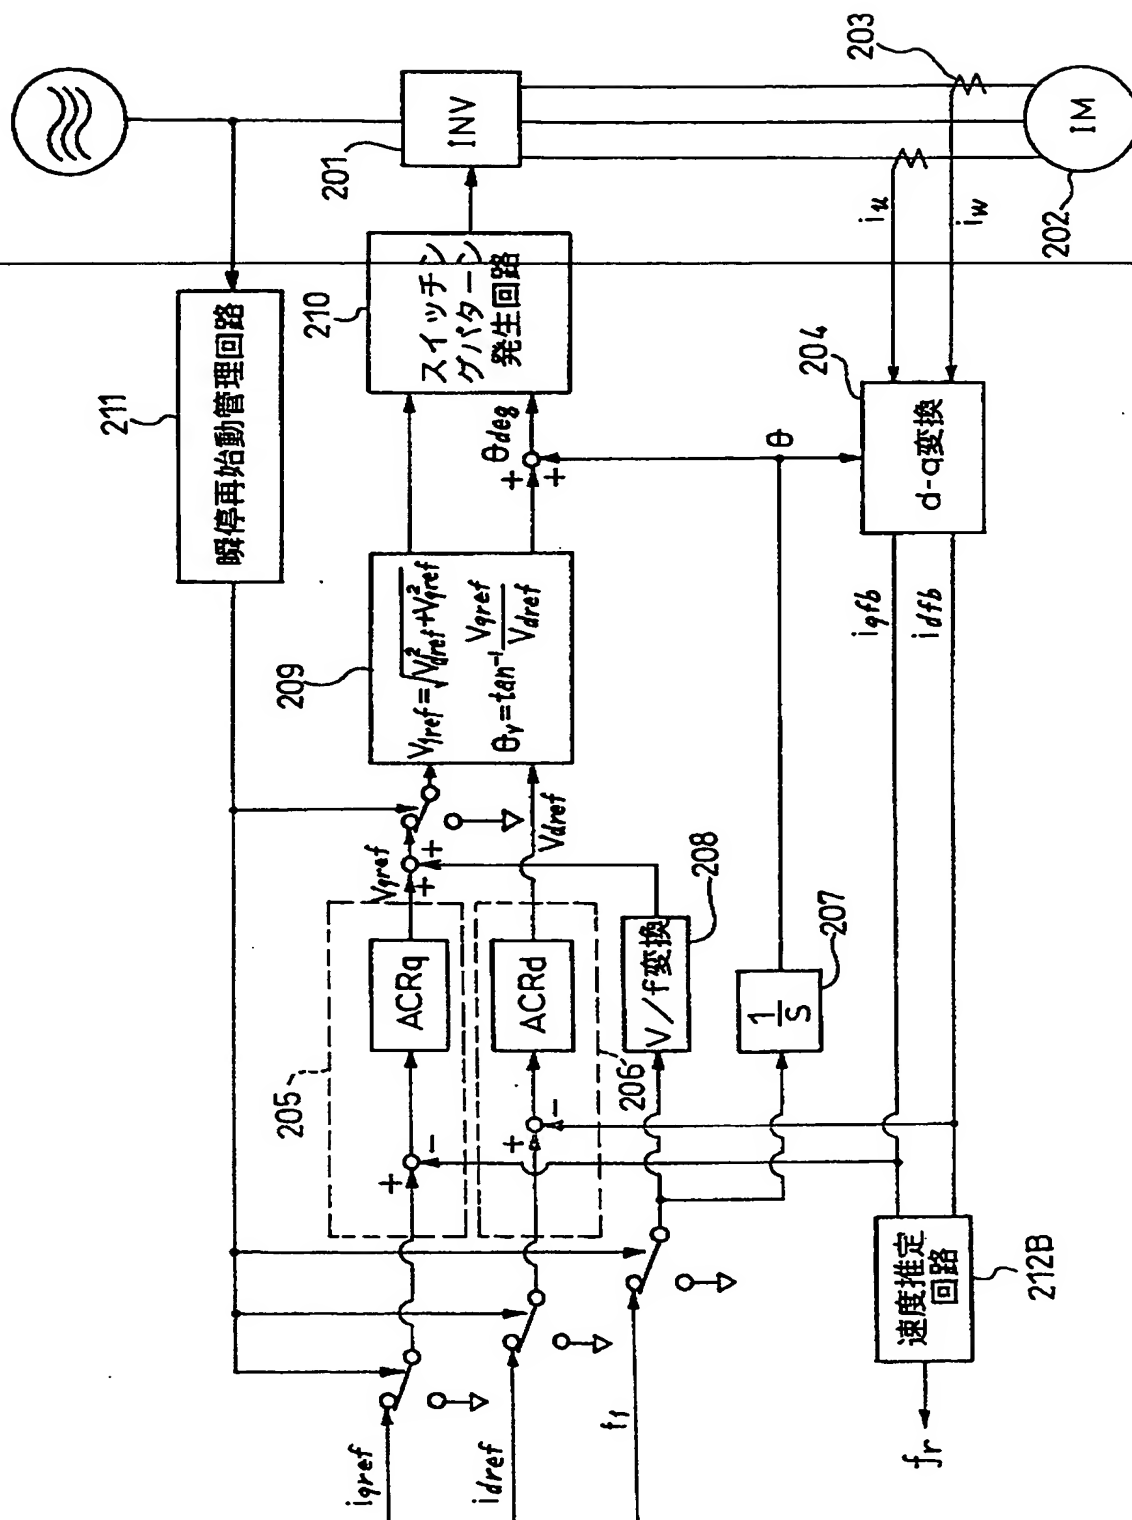 iqref
idref
f1
205
ACRq
+
-
206
ACRd
+
-
Vqref
+
+
Vdref
V/f変換
208
1/S
207
209
V1ref=√V²dref+V²qref
θv=tan⁻¹ Vqref/Vdref
+
+
θdeg
θ
211
瞬停再始動管理回路
210
スイッチン
グパターン
発生回路
201
INV
203
iu
iw
202
IM
204
d-q変換
iqfb
idfb
速度推定
回路
212B
fr